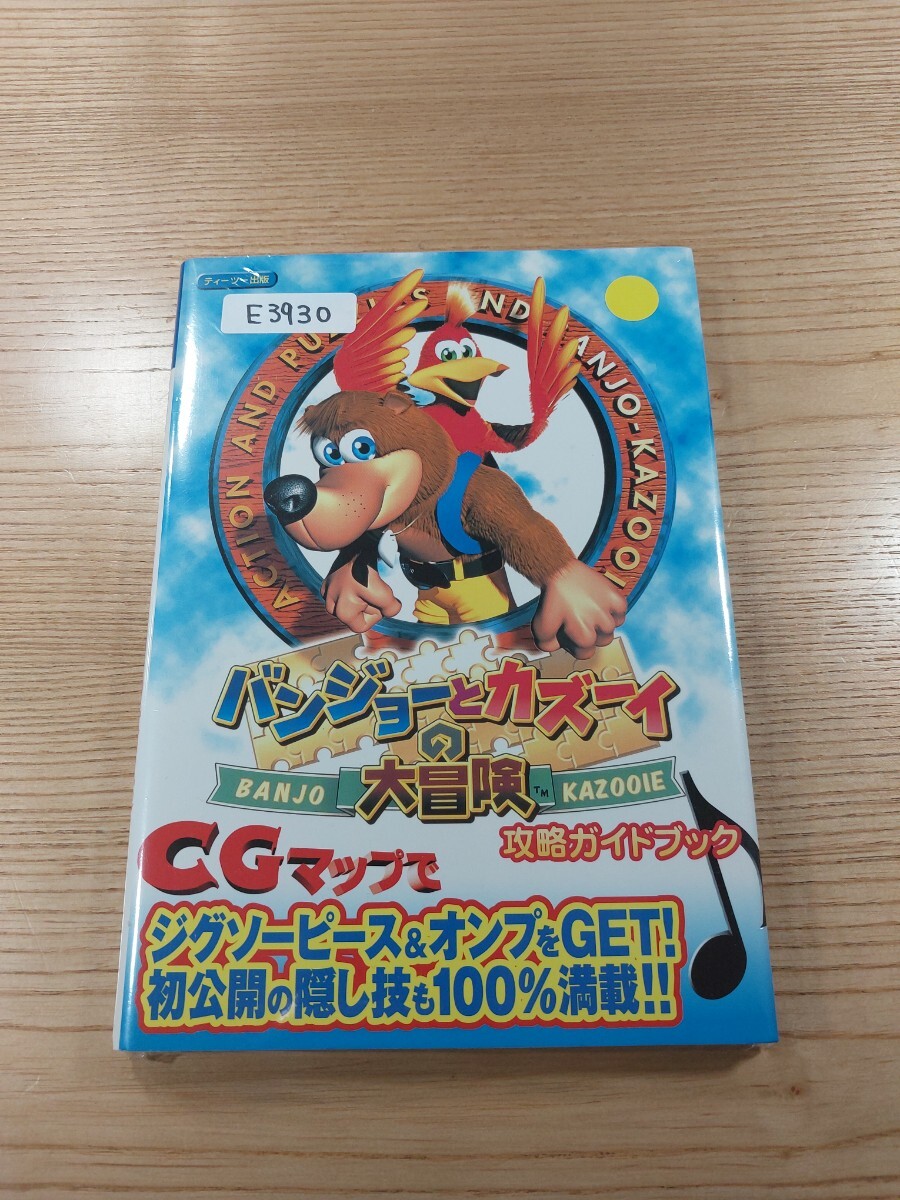 ティーツー出版
E3930
ACTION AND PUZZLES AND BANJO-KAZOOI
バンジョーとカズーイ
の
大冒険™
BANJO KAZOOIE
攻略ガイドブック
CGマップで
ジグソーピース&オンプをGET!
初公開の隠し技も100%満載!!